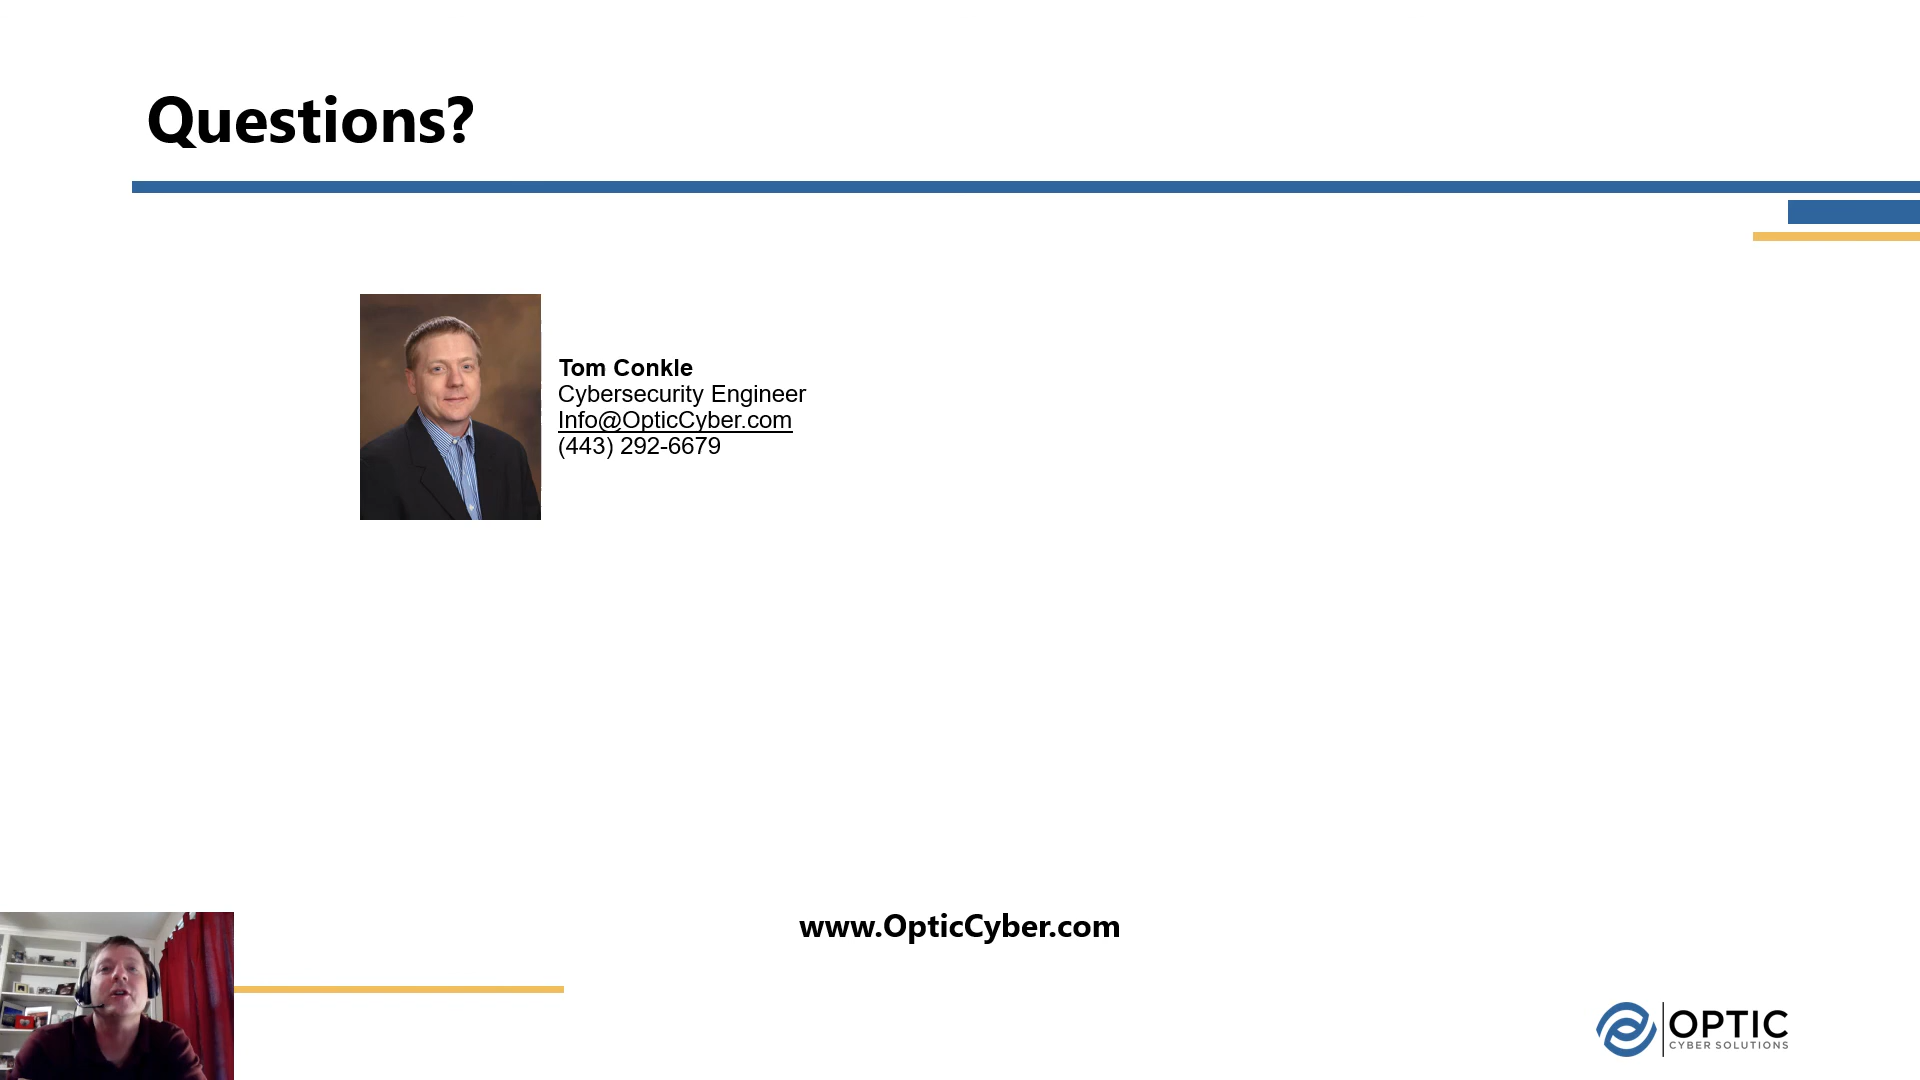 Questions?
Tom Conkle
Cybersecurity Engineer
Info@OpticCyber.com
(443) 292-6679
www.OpticCyber.com
OPTIC
CYBER SOLUTIONS